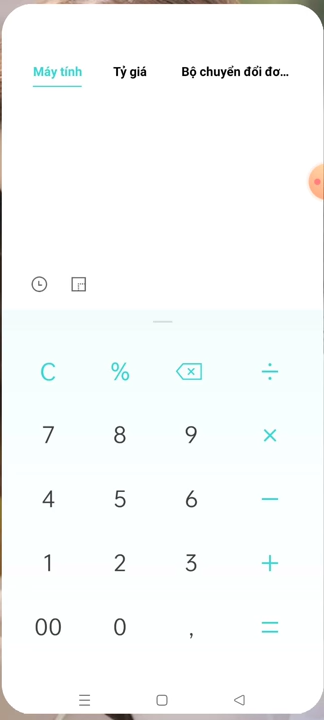 Máy tính Tỷ giá Bộ chuyển đổi đơ...
C % ÷
7 8 9 ×
4 5 6 −
1 2 3 +
00 0 , =